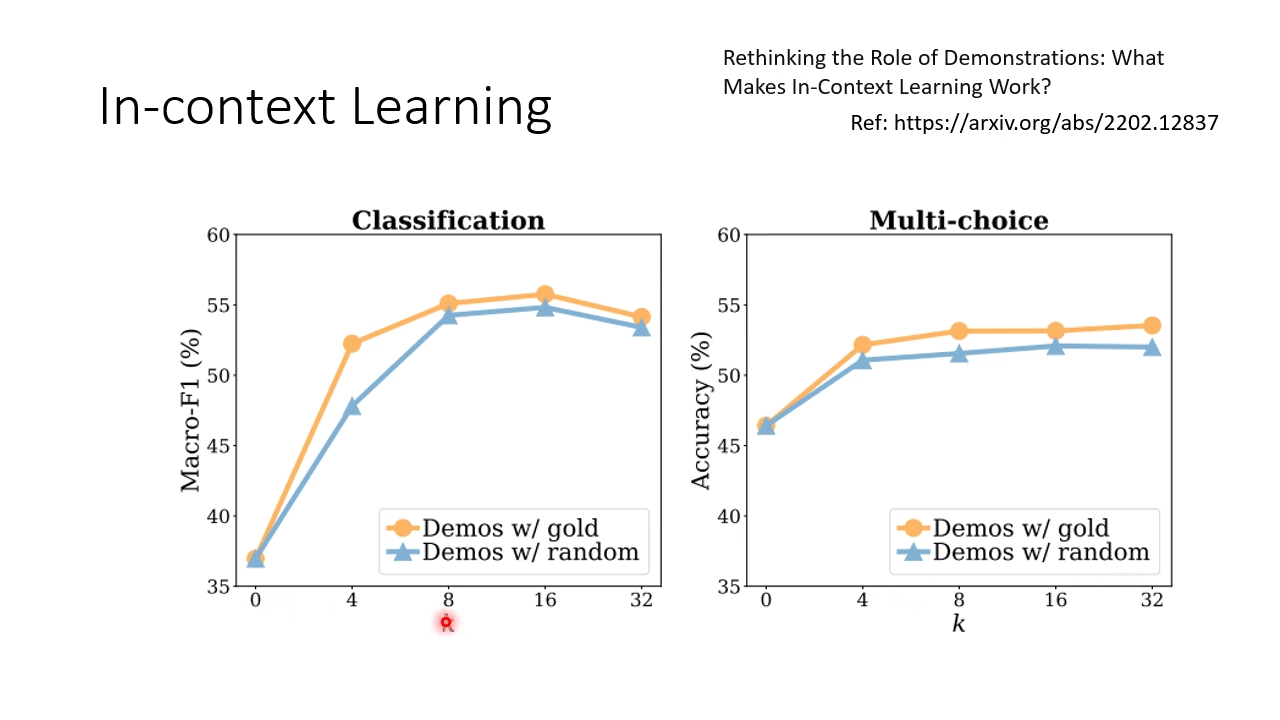 In-context Learning
Rethinking the Role of Demonstrations: What
Makes In-Context Learning Work?
Ref: https://arxiv.org/abs/2202.12837
Classification
60
55
50
45
40
35
Macro-F1 (%)
0 4 8 16 32
Demos w/ gold
Demos w/ random
Multi-choice
60
55
50
45
40
35
Accuracy (%)
0 4 8 16 32
k
Demos w/ gold
Demos w/ random